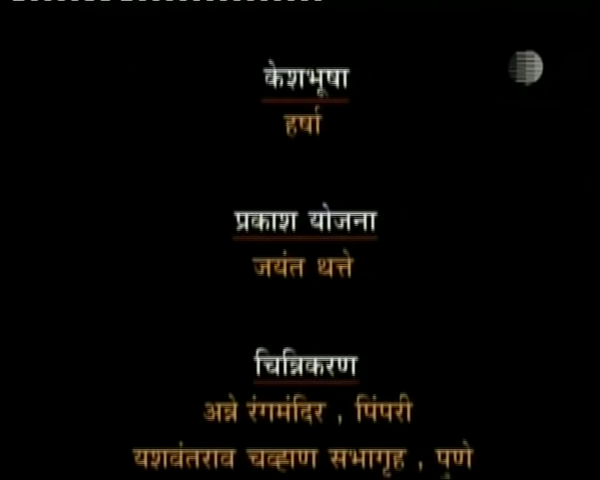 केशभूषा
हर्षा
प्रकाश योजना
जयंत थत्ते
चित्रिकरण
अत्रे रंगमंदिर , पिंपरी
यशवंतराव चव्हाण सभागृह , पुणे